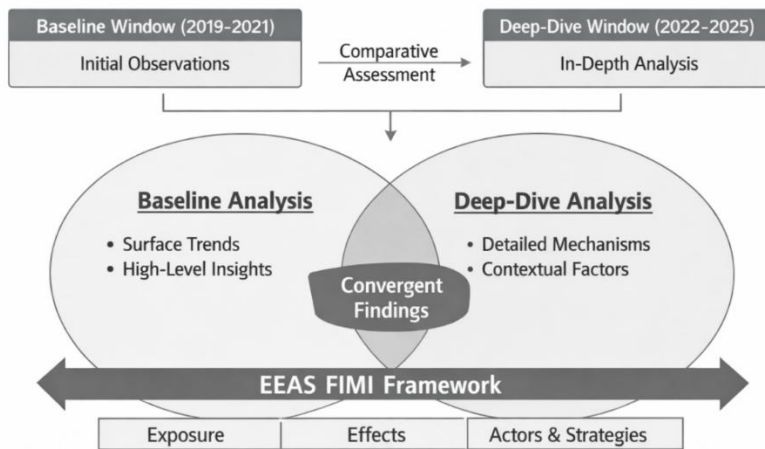 Baseline Window (2019-2021)
Initial Observations
Comparative
Assessment
Deep-Dive Window (2022-2025)
In-Depth Analysis
Baseline Analysis
• Surface Trends
• High-Level Insights
Deep-Dive Analysis
• Detailed Mechanisms
• Contextual Factors
Convergent
Findings
EEAS FIMI Framework
Exposure
Effects
Actors & Strategies